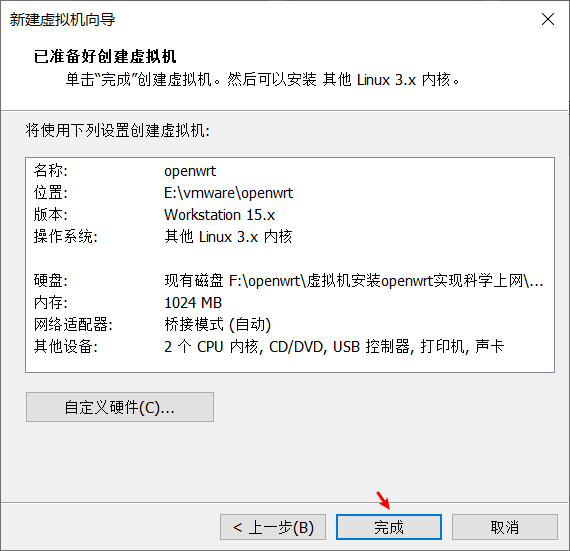 新建虚拟机向导
已准备好创建虚拟机
单击“完成”创建虚拟机。然后可以安装 其他 Linux 3.x 内核。
将使用下列设置创建虚拟机:
名称: openwrt
位置: E:\vmware\openwrt
版本: Workstation 15.x
操作系统: 其他 Linux 3.x 内核
硬盘: 现有磁盘 F:\openwrt\虚拟机安装openwrt实现科学上网\...
内存: 1024 MB
网络适配器: 桥接模式 (自动)
其他设备: 2 个 CPU 内核, CD/DVD, USB 控制器, 打印机, 声卡
自定义硬件(C)...
< 上一步(B) 完成 取消